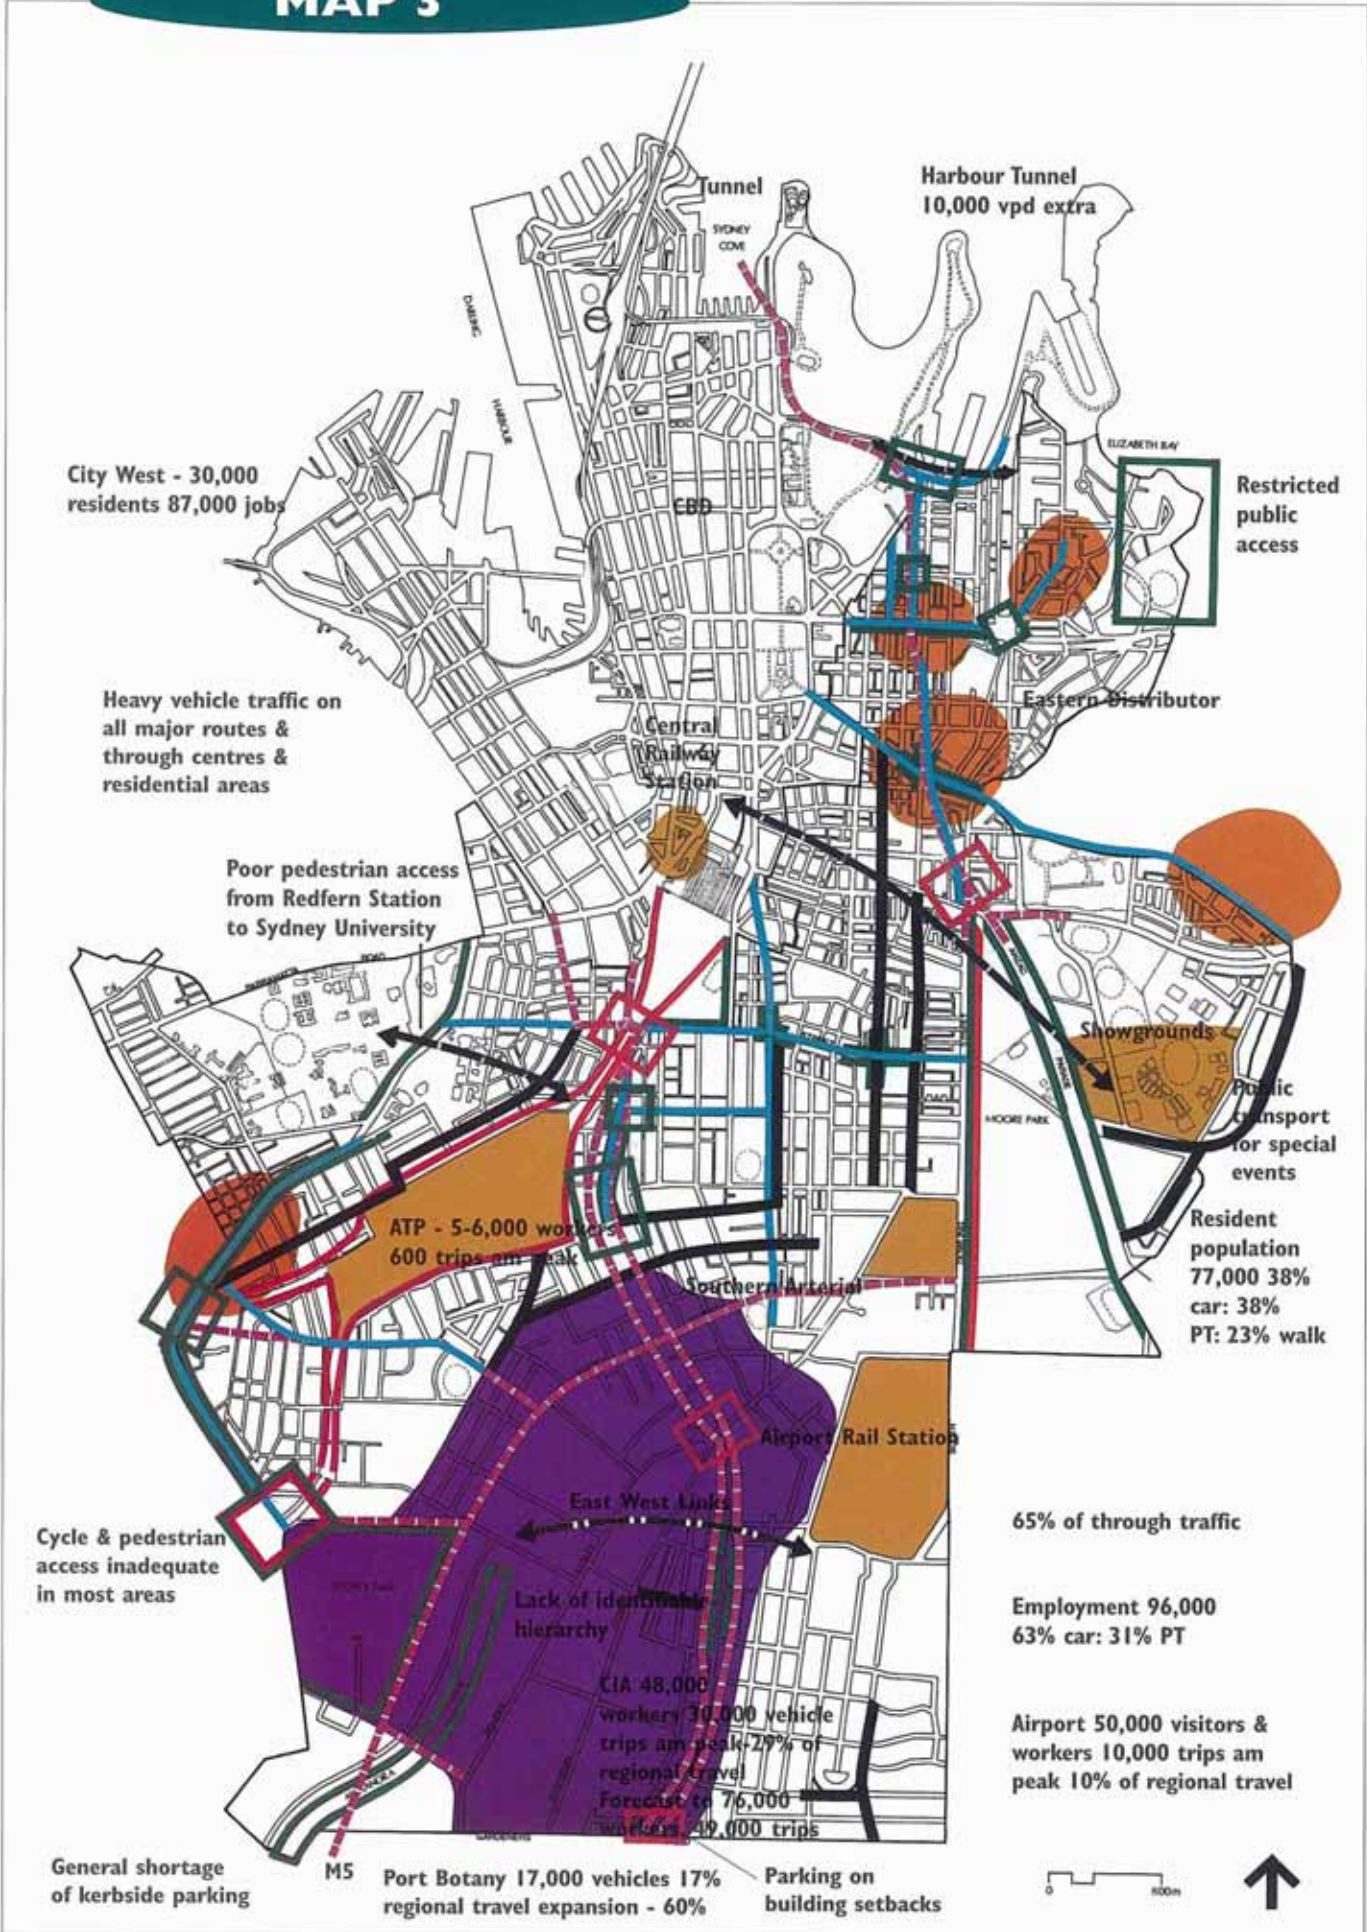 MAP 3
Tunnel
SYDNEY
COVE
Harbour Tunnel
10,000 vpd extra
DARLING
HARBOUR
ELIZABETH BAY
City West - 30,000
residents 87,000 jobs
CBD
Restricted
public
access
Heavy vehicle traffic on
all major routes &
through centres &
residential areas
Eastern Distributor
Central
Railway
Station
Poor pedestrian access
from Redfern Station
to Sydney University
ROAD
Showgrounds
PARADE
MOORE PARK
Public
transport
for special
events
ATP - 5-6,000 workers
600 trips am peak
Resident
population
77,000 38%
car: 38%
PT: 23% walk
Southern Arterial
Airport Rail Station
East West Links
65% of through traffic
Cycle & pedestrian
access inadequate
in most areas
SYDNEY PARK
Lack of identifiable
hierarchy
Employment 96,000
63% car: 31% PT
CIA 48,000
workers 30,000 vehicle
trips am peak-29% of
regional travel
Forecast to 76,000
workers, 49,000 trips
Airport 50,000 visitors &
workers 10,000 trips am
peak 10% of regional travel
GARDENERS
General shortage
of kerbside parking
M5
Port Botany 17,000 vehicles 17%
regional travel expansion - 60%
Parking on
building setbacks
0
500m